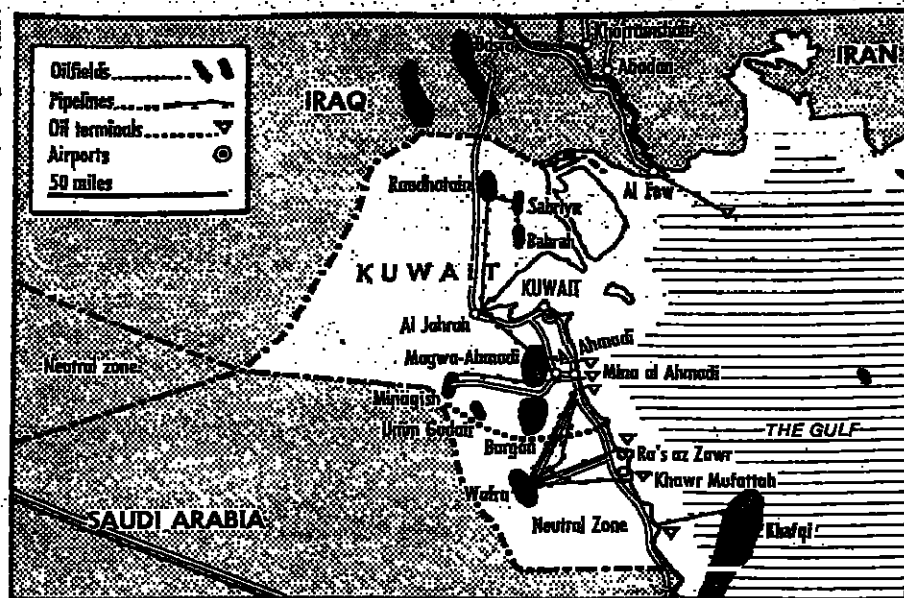 Oilfields
Pipelines
Oil terminals
Airports
50 miles
IRAQ
IRAN
Basra
Khorramshahr
Abadan
Al Faw
Raudhatain
Sabriya
Bahrah
KUWAIT
KUWAIT
Al Jahrah
Magwa-Ahmadi
Ahmadi
Mina al Ahmadi
Neutral zone
Minagish
Umm Gudair
Burgan
THE GULF
Ra's az Zawr
Khawr Mufattah
Wafra
Neutral Zone
Khafqi
SAUDI ARABIA